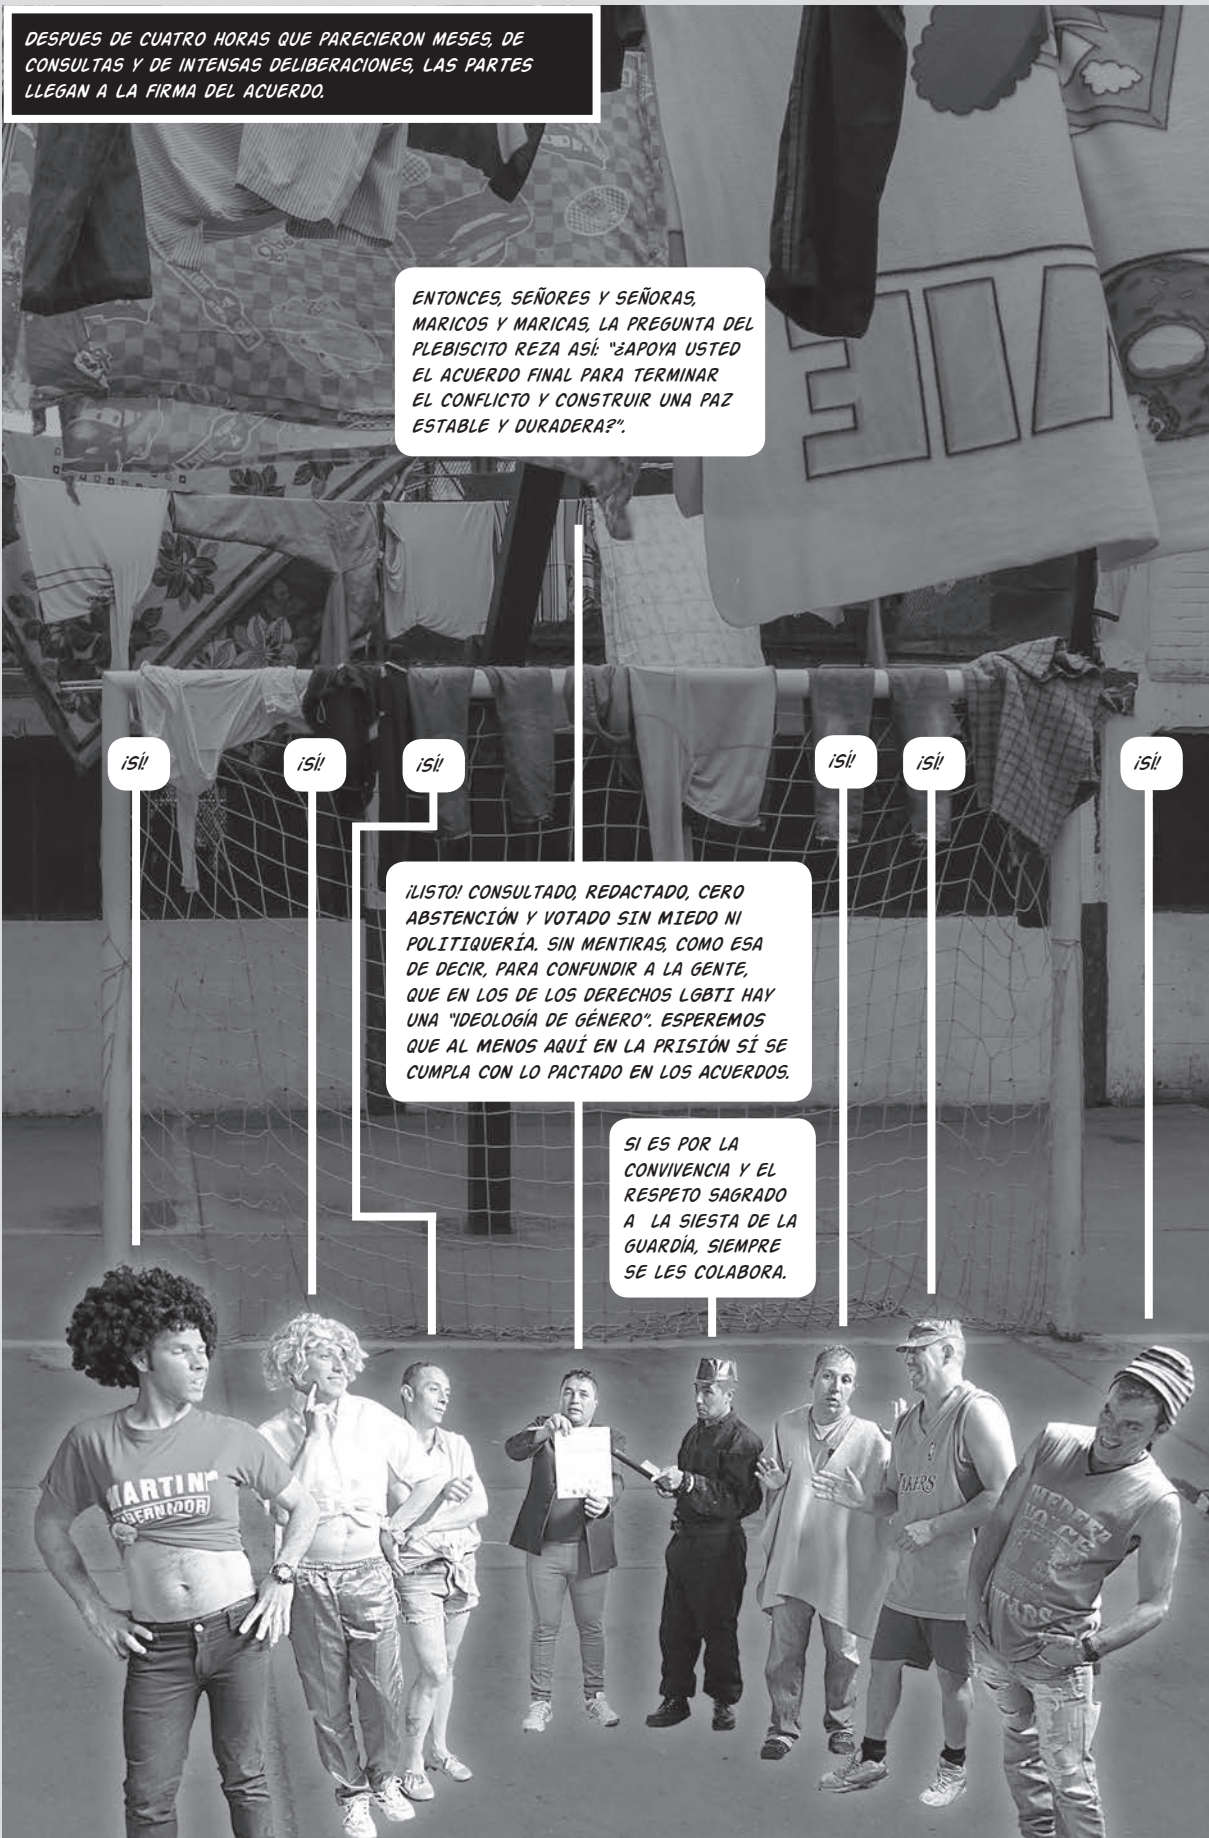 DESPUES DE CUATRO HORAS QUE PARECIERON MESES, DE
CONSULTAS Y DE INTENSAS DELIBERACIONES, LAS PARTES
LLEGAN A LA FIRMA DEL ACUERDO.
ENTONCES, SEÑORES Y SEÑORAS,
MARICOS Y MARICAS, LA PREGUNTA DEL
PLEBISCITO REZA ASÍ: "¿APOYA USTED
EL ACUERDO FINAL PARA TERMINAR
EL CONFLICTO Y CONSTRUIR UNA PAZ
ESTABLE Y DURADERA?".
¡SÍ!
¡SÍ!
¡SÍ!
¡SÍ!
¡SÍ!
¡SÍ!
¡LISTO! CONSULTADO, REDACTADO, CERO
ABSTENCIÓN Y VOTADO SIN MIEDO NI
POLITIQUERÍA. SIN MENTIRAS, COMO ESA
DE DECIR, PARA CONFUNDIR A LA GENTE,
QUE EN LOS DE LOS DERECHOS LGBTI HAY
UNA "IDEOLOGÍA DE GÉNERO". ESPEREMOS
QUE AL MENOS AQUÍ EN LA PRISIÓN SÍ SE
CUMPLA CON LO PACTADO EN LOS ACUERDOS.
SI ES POR LA
CONVIVENCIA Y EL
RESPETO SAGRADO
A LA SIESTA DE LA
GUARDÍA, SIEMPRE
SE LES COLABORA.
MARTIN